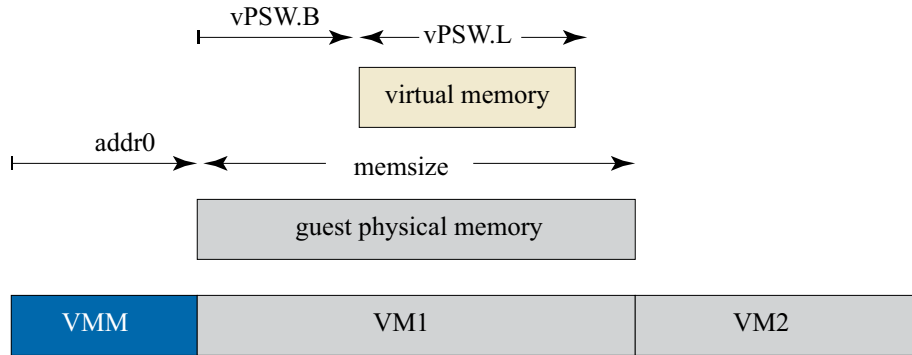 vPSW.B
vPSW.L
virtual memory
addr0
memsize
guest physical memory
VMM VM1 VM2